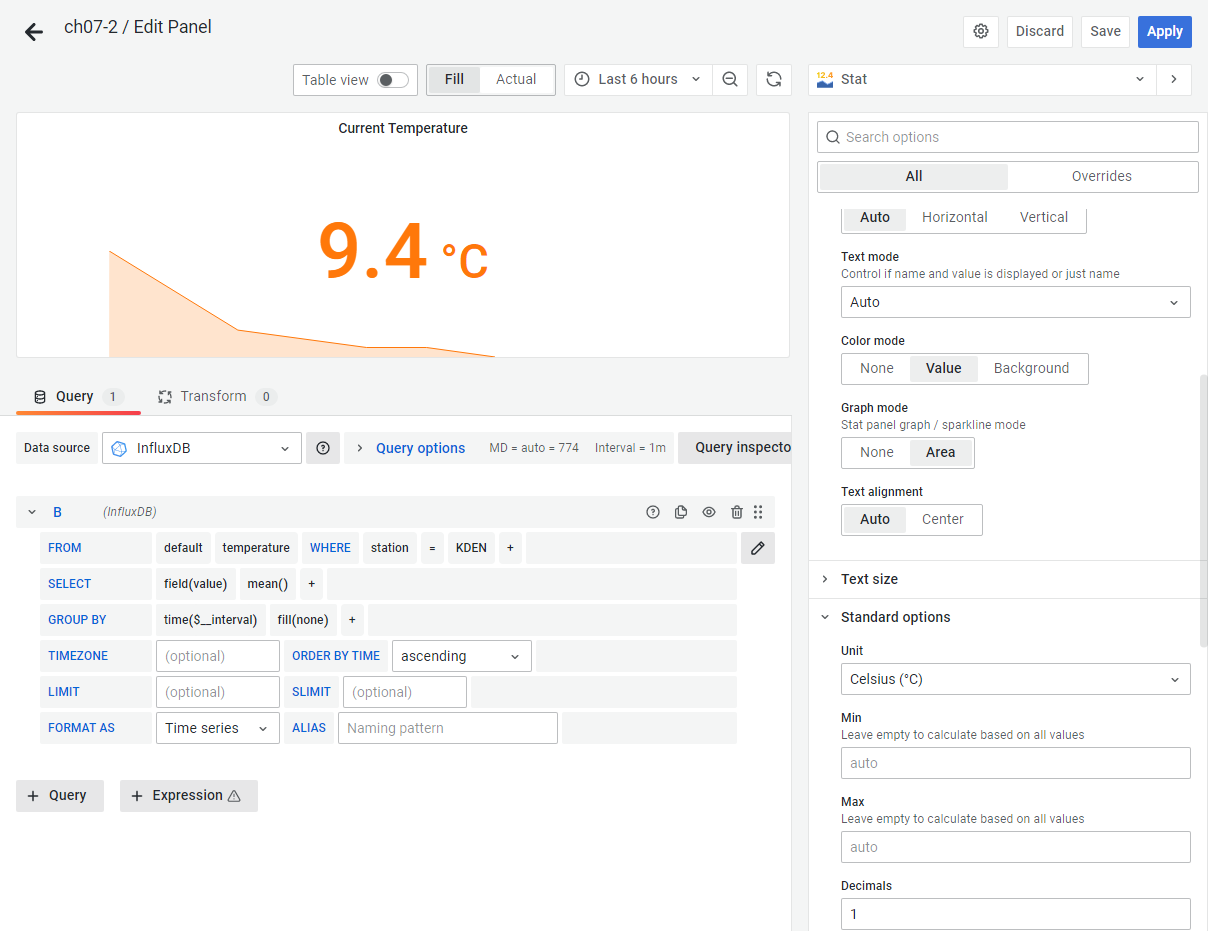 ch07-2 / Edit Panel
Discard
Save
Apply
Table view
Fill
Actual
Last 6 hours
12.4
Stat
Current Temperature
9.4 °C
Search options
All
Overrides
Auto
Horizontal
Vertical
Text mode
Control if name and value is displayed or just name
Auto
Color mode
None
Value
Background
Graph mode
Stat panel graph / sparkline mode
None
Area
Text alignment
Auto
Center
Text size
Standard options
Unit
Celsius (°C)
Min
Leave empty to calculate based on all values
auto
Max
Leave empty to calculate based on all values
auto
Decimals
1
Query 1
Transform 0
Data source
InfluxDB
Query options
MD = auto = 774
Interval = 1m
Query inspecto
B (InfluxDB)
FROM default temperature WHERE station = KDEN +
SELECT field(value) mean() +
GROUP BY time($__interval) fill(none) +
TIMEZONE (optional) ORDER BY TIME ascending
LIMIT (optional) SLIMIT (optional)
FORMAT AS Time series ALIAS Naming pattern
+ Query
+ Expression